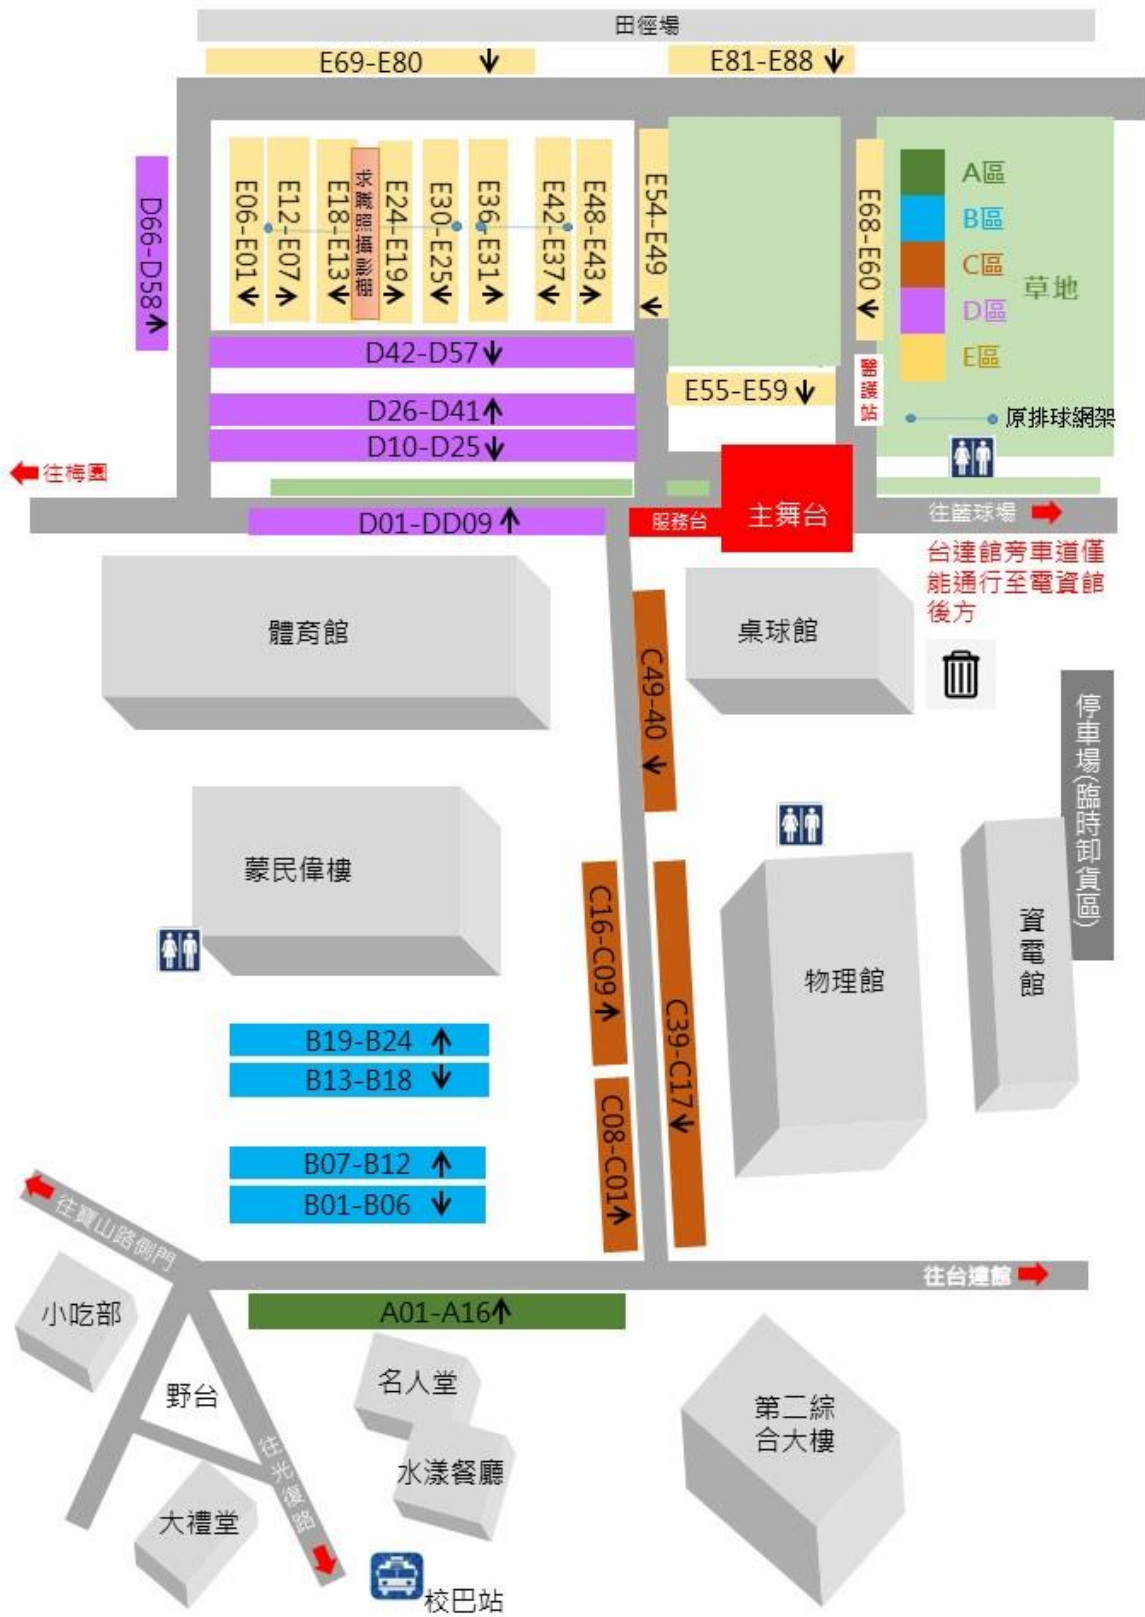 田徑場
E69-E80
E81-E88
D66-D58
E06-E01
E12-E07
E18-E13
E24-E19
E30-E25
E36-E31
E42-E37
E48-E43
E54-E49
E68-E60
A區
B區
C區
D區
E區
草地
D42-D57
E55-E59
醫護站
D26-D41
D10-D25
原排球網架
往梅園
D01-DD09
服務台
主舞台
往籃球場
台達館旁車道僅
能通行至電資館
後方
體育館
桌球館
C49-40
停車場(臨時卸貨區)
蒙民偉樓
C16-C09
C39-C17
物理館
資電館
B19-B24
B13-B18
C08-C01
B07-B12
B01-B06
往寶山路側門
往台達館
小吃部
A01-A16
野台
名人堂
第二綜
合大樓
水漾餐廳
往光復路
大禮堂
校巴站